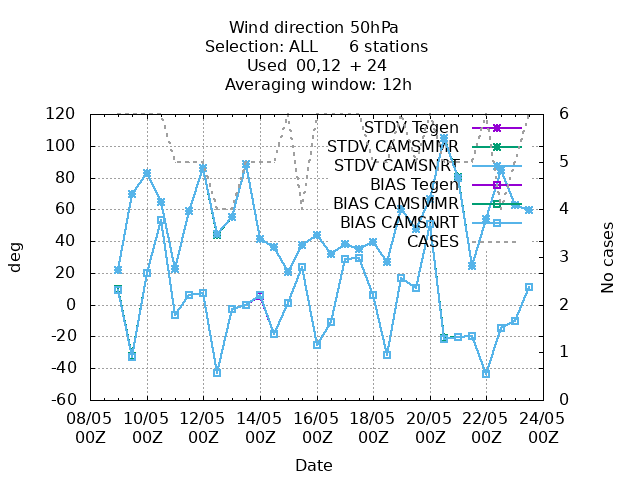 Wind direction 50hPa
Selection: ALL 6 stations
Used 00,12 + 24
Averaging window: 12h
120 6
STDV Tegen
100 STDV CAMSMMR
STDV CAMSNRT 5
80 BIAS Tegen
60 BIAS CAMSMMR 4
BIAS CAMSNRT
40 CASES
3
20
0 2
-20
1
-40
-60 0
deg
No cases
08/05 10/05 12/05 14/05 16/05 18/05 20/05 22/05 24/05
00Z 00Z 00Z 00Z 00Z 00Z 00Z 00Z 00Z
Date